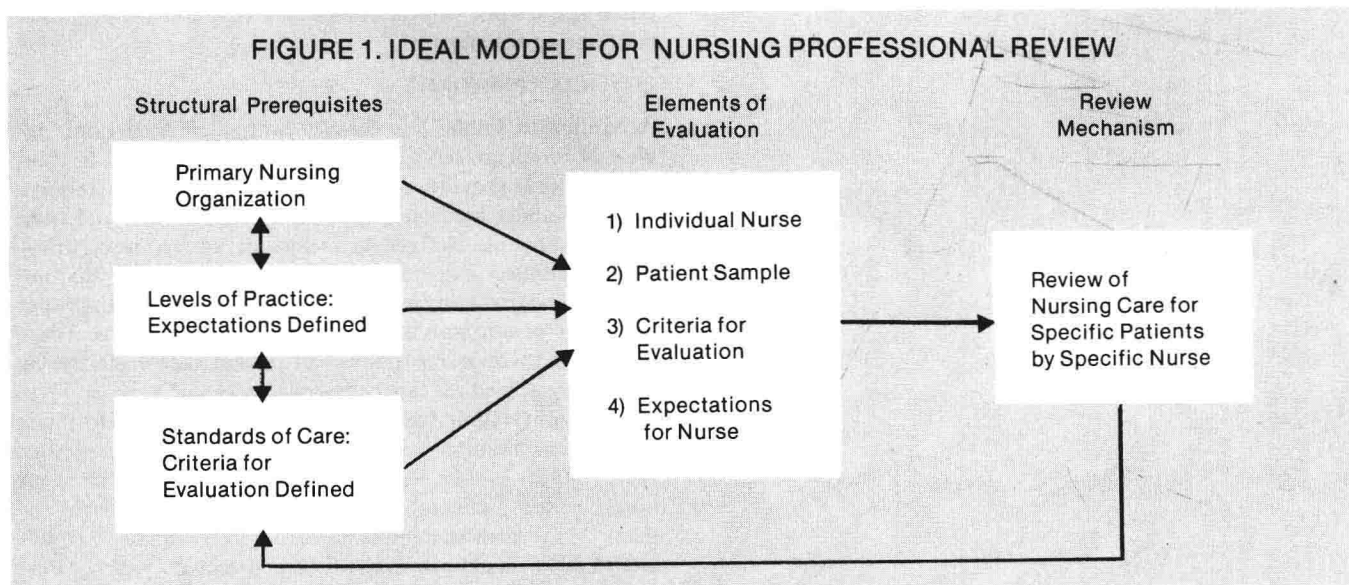 FIGURE 1. IDEAL MODEL FOR NURSING PROFESSIONAL REVIEW
Structural Prerequisites
Primary Nursing
Organization
Levels of Practice:
Expectations Defined
Standards of Care:
Criteria for
Evaluation Defined
Elements of
Evaluation
1) Individual Nurse
2) Patient Sample
3) Criteria for
Evaluation
4) Expectations
for Nurse
Review
Mechanism
Review of
Nursing Care for
Specific Patients
by Specific Nurse